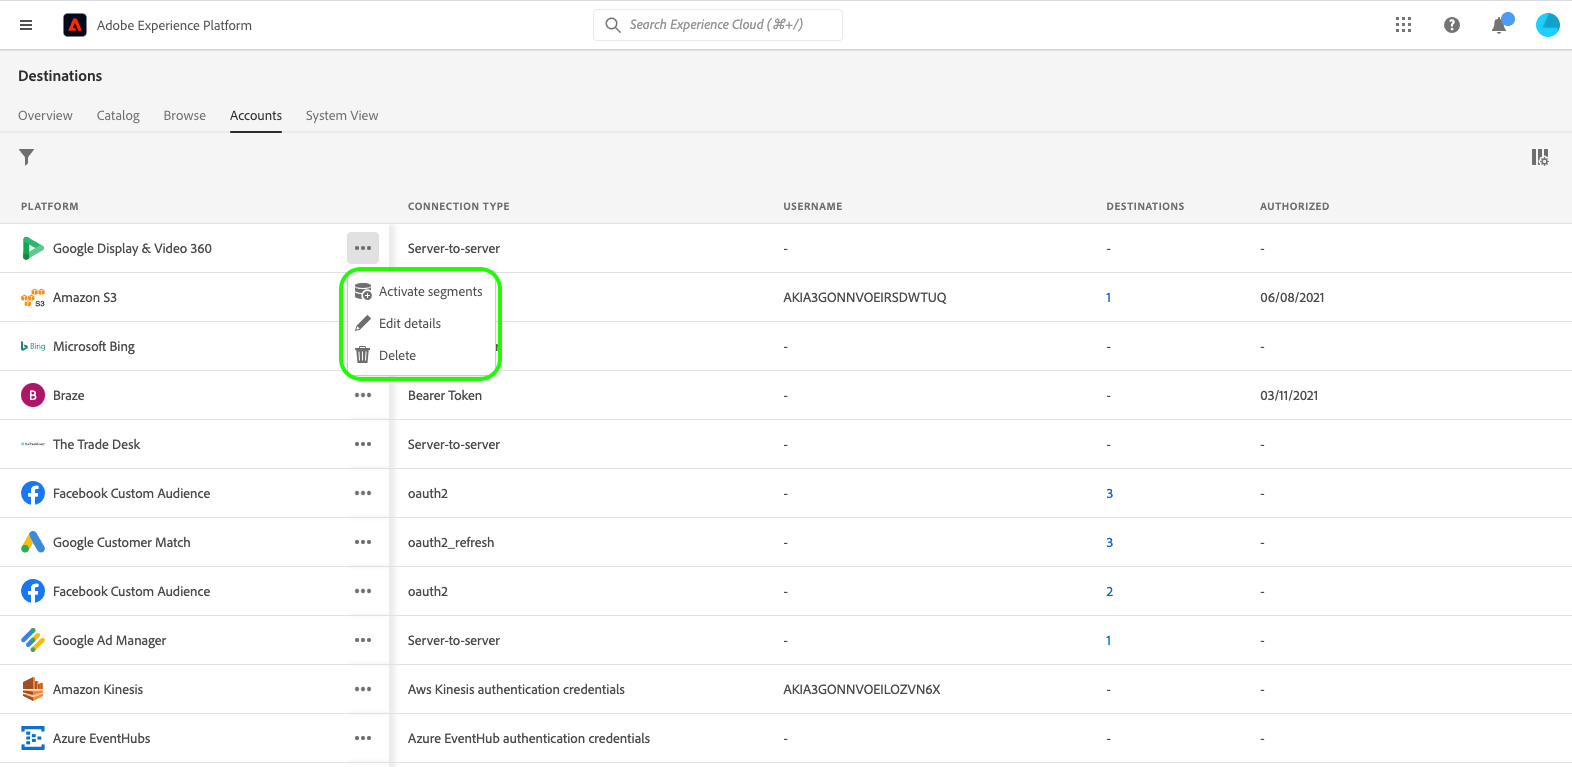 Adobe Experience Platform
Search Experience Cloud (⌘+/)
Destinations
Overview Catalog Browse Accounts System View
PLATFORM CONNECTION TYPE USERNAME DESTINATIONS AUTHORIZED
Google Display & Video 360 Server-to-server - - -
Activate segments
S3 Amazon S3 AKIA3GONNVOEIRSDWTUQ 1 06/08/2021
Edit details
Bing Microsoft Bing - - -
Delete
B Braze Bearer Token - - 03/11/2021
The Trade Desk Server-to-server - - -
Facebook Custom Audience oauth2 - 3 -
Google Customer Match oauth2_refresh - 3 -
Facebook Custom Audience oauth2 - 2 -
Google Ad Manager Server-to-server - 1 -
Amazon Kinesis Aws Kinesis authentication credentials AKIA3GONNVOEILOZVN6X - -
Azure EventHubs Azure EventHub authentication credentials - - -